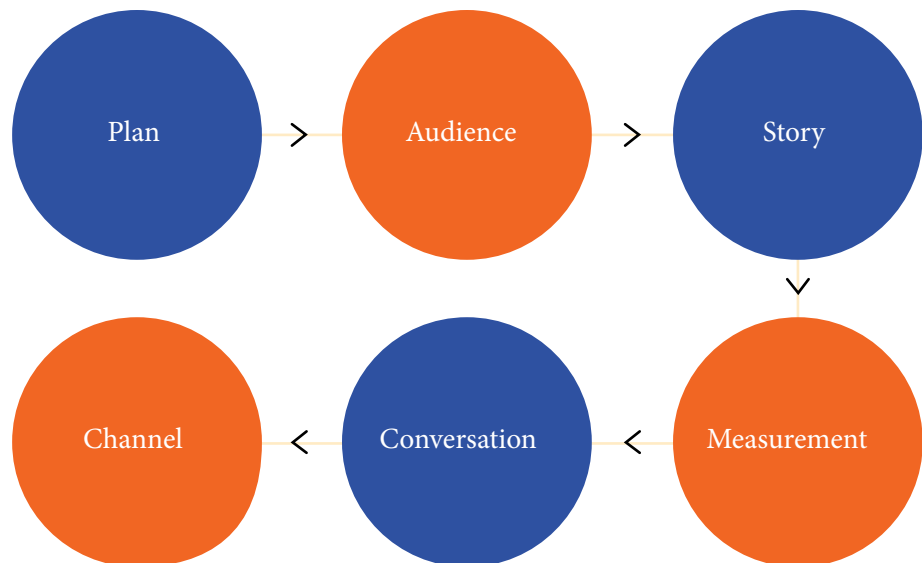 Plan
Audience
Story
Channel
Conversation
Measurement